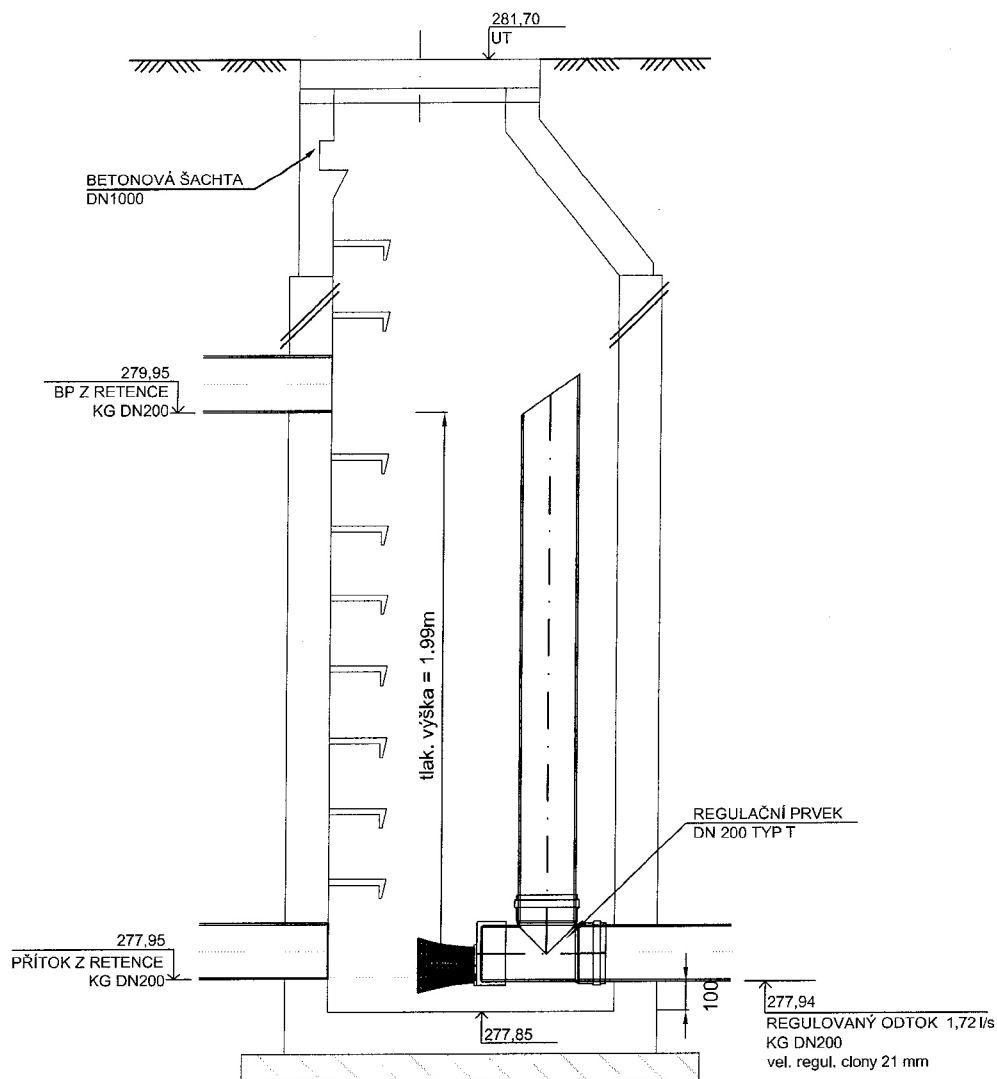 281,70
UT
BETONOVÁ ŠACHTA
DN1000
279,95
BP Z RETENCE
KG DN200
tlak. výška = 1.99m
REGULAČNÍ PRVEK
DN 200 TYP T
277,95
PŘÍTOK Z RETENCE
KG DN200
100
277,94
REGULOVANÝ ODTOK 1,72 l/s
KG DN200
vel. regul. clony 21 mm
277,85